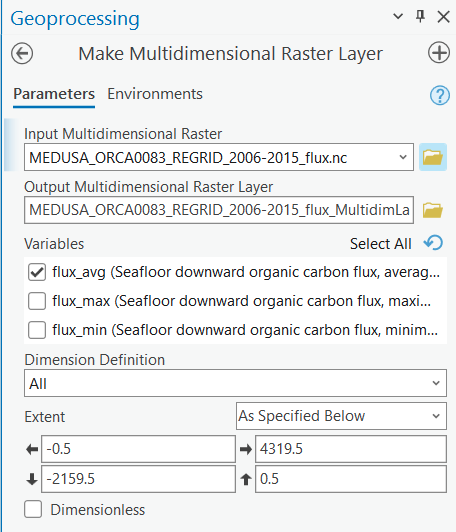 Geoprocessing
Make Multidimensional Raster Layer
Parameters Environments
Input Multidimensional Raster
MEDUSA_ORCA0083_REGRID_2006-2015_flux.nc
Output Multidimensional Raster Layer
MEDUSA_ORCA0083_REGRID_2006-2015_flux_MultidimLa
Variables Select All
flux_avg (Seafloor downward organic carbon flux, averag...
flux_max (Seafloor downward organic carbon flux, maxi...
flux_min (Seafloor downward organic carbon flux, minim...
Dimension Definition
All
Extent As Specified Below
-0.5 4319.5
-2159.5 0.5
Dimensionless